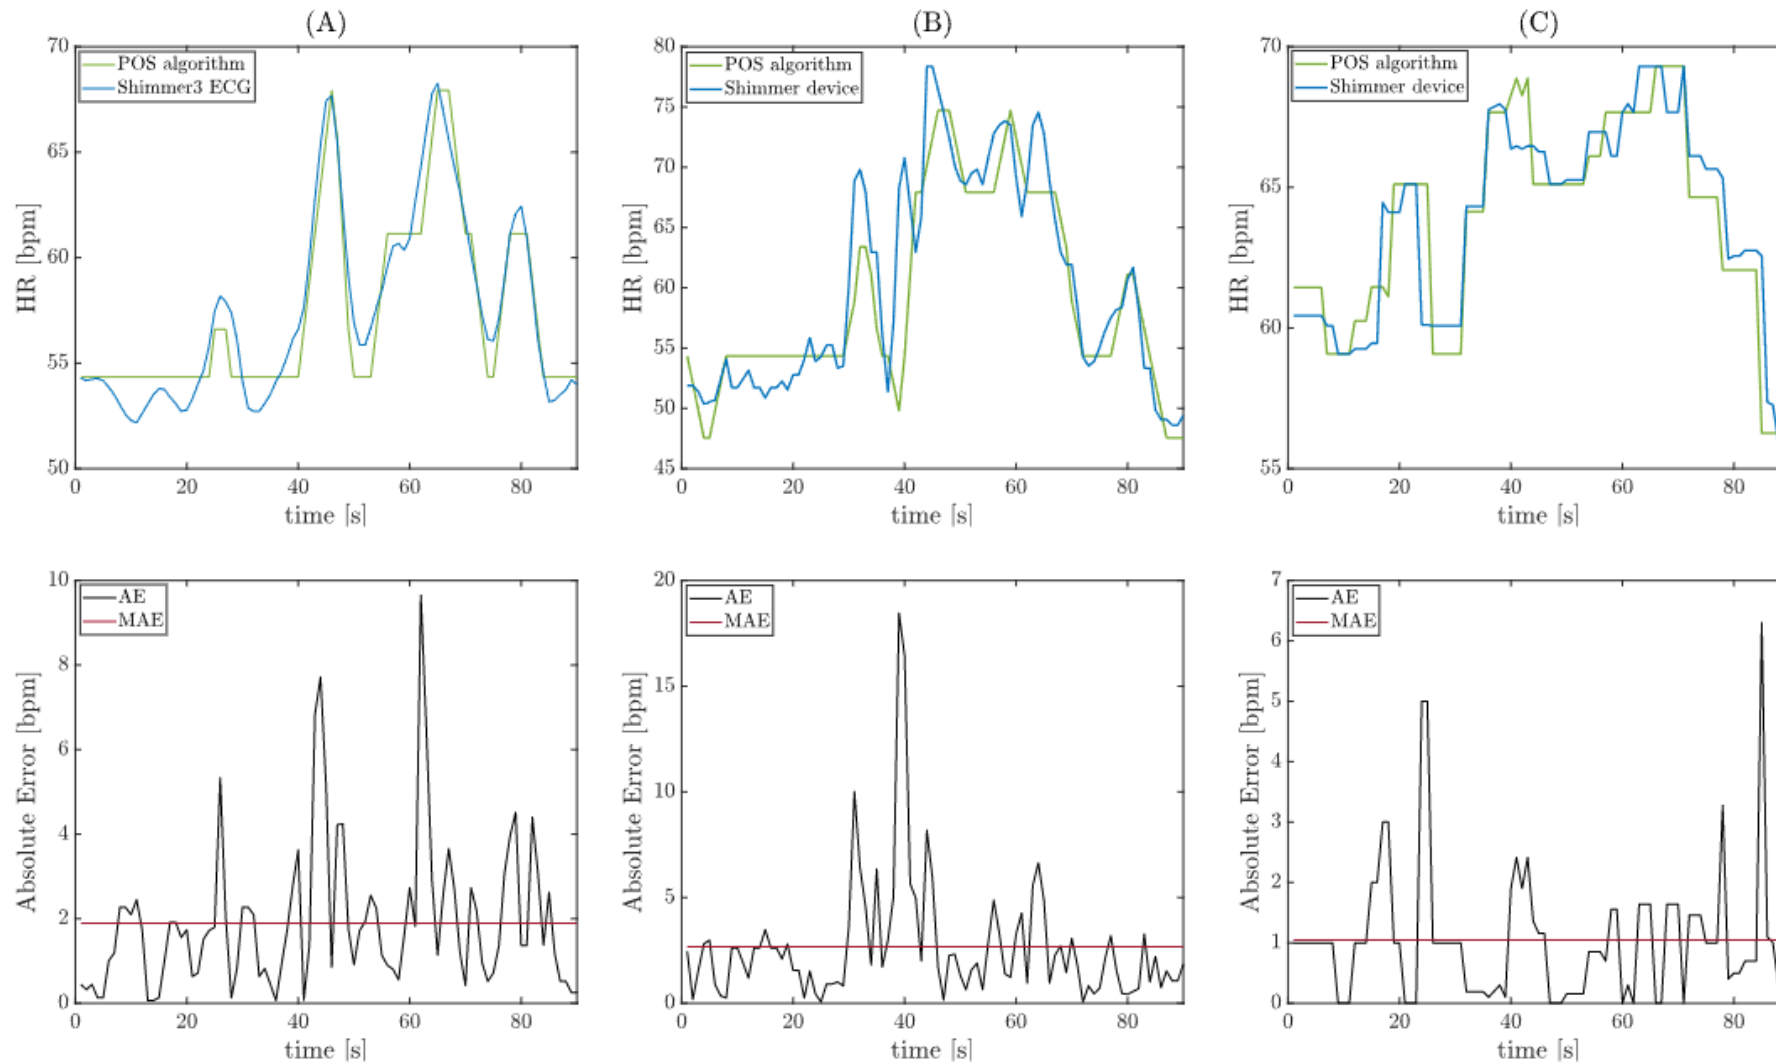 (A)
70
65
60
55
50
HR [bpm]
POS algorithm
Shimmer3 ECG
0 20 40 60 80
time [s]
(B)
80
75
70
65
60
55
50
45
HR [bpm]
POS algorithm
Shimmer device
0 20 40 60 80
time [s]
(C)
70
65
60
55
HR [bpm]
POS algorithm
Shimmer device
0 20 40 60 80
time [s]
10
8
6
4
2
0
Absolute Error [bpm]
AE
MAE
0 20 40 60 80
time [s]
20
15
10
5
0
Absolute Error [bpm]
AE
MAE
0 20 40 60 80
time [s]
7
6
5
4
3
2
1
0
Absolute Error [bpm]
AE
MAE
0 20 40 60 80
time [s]